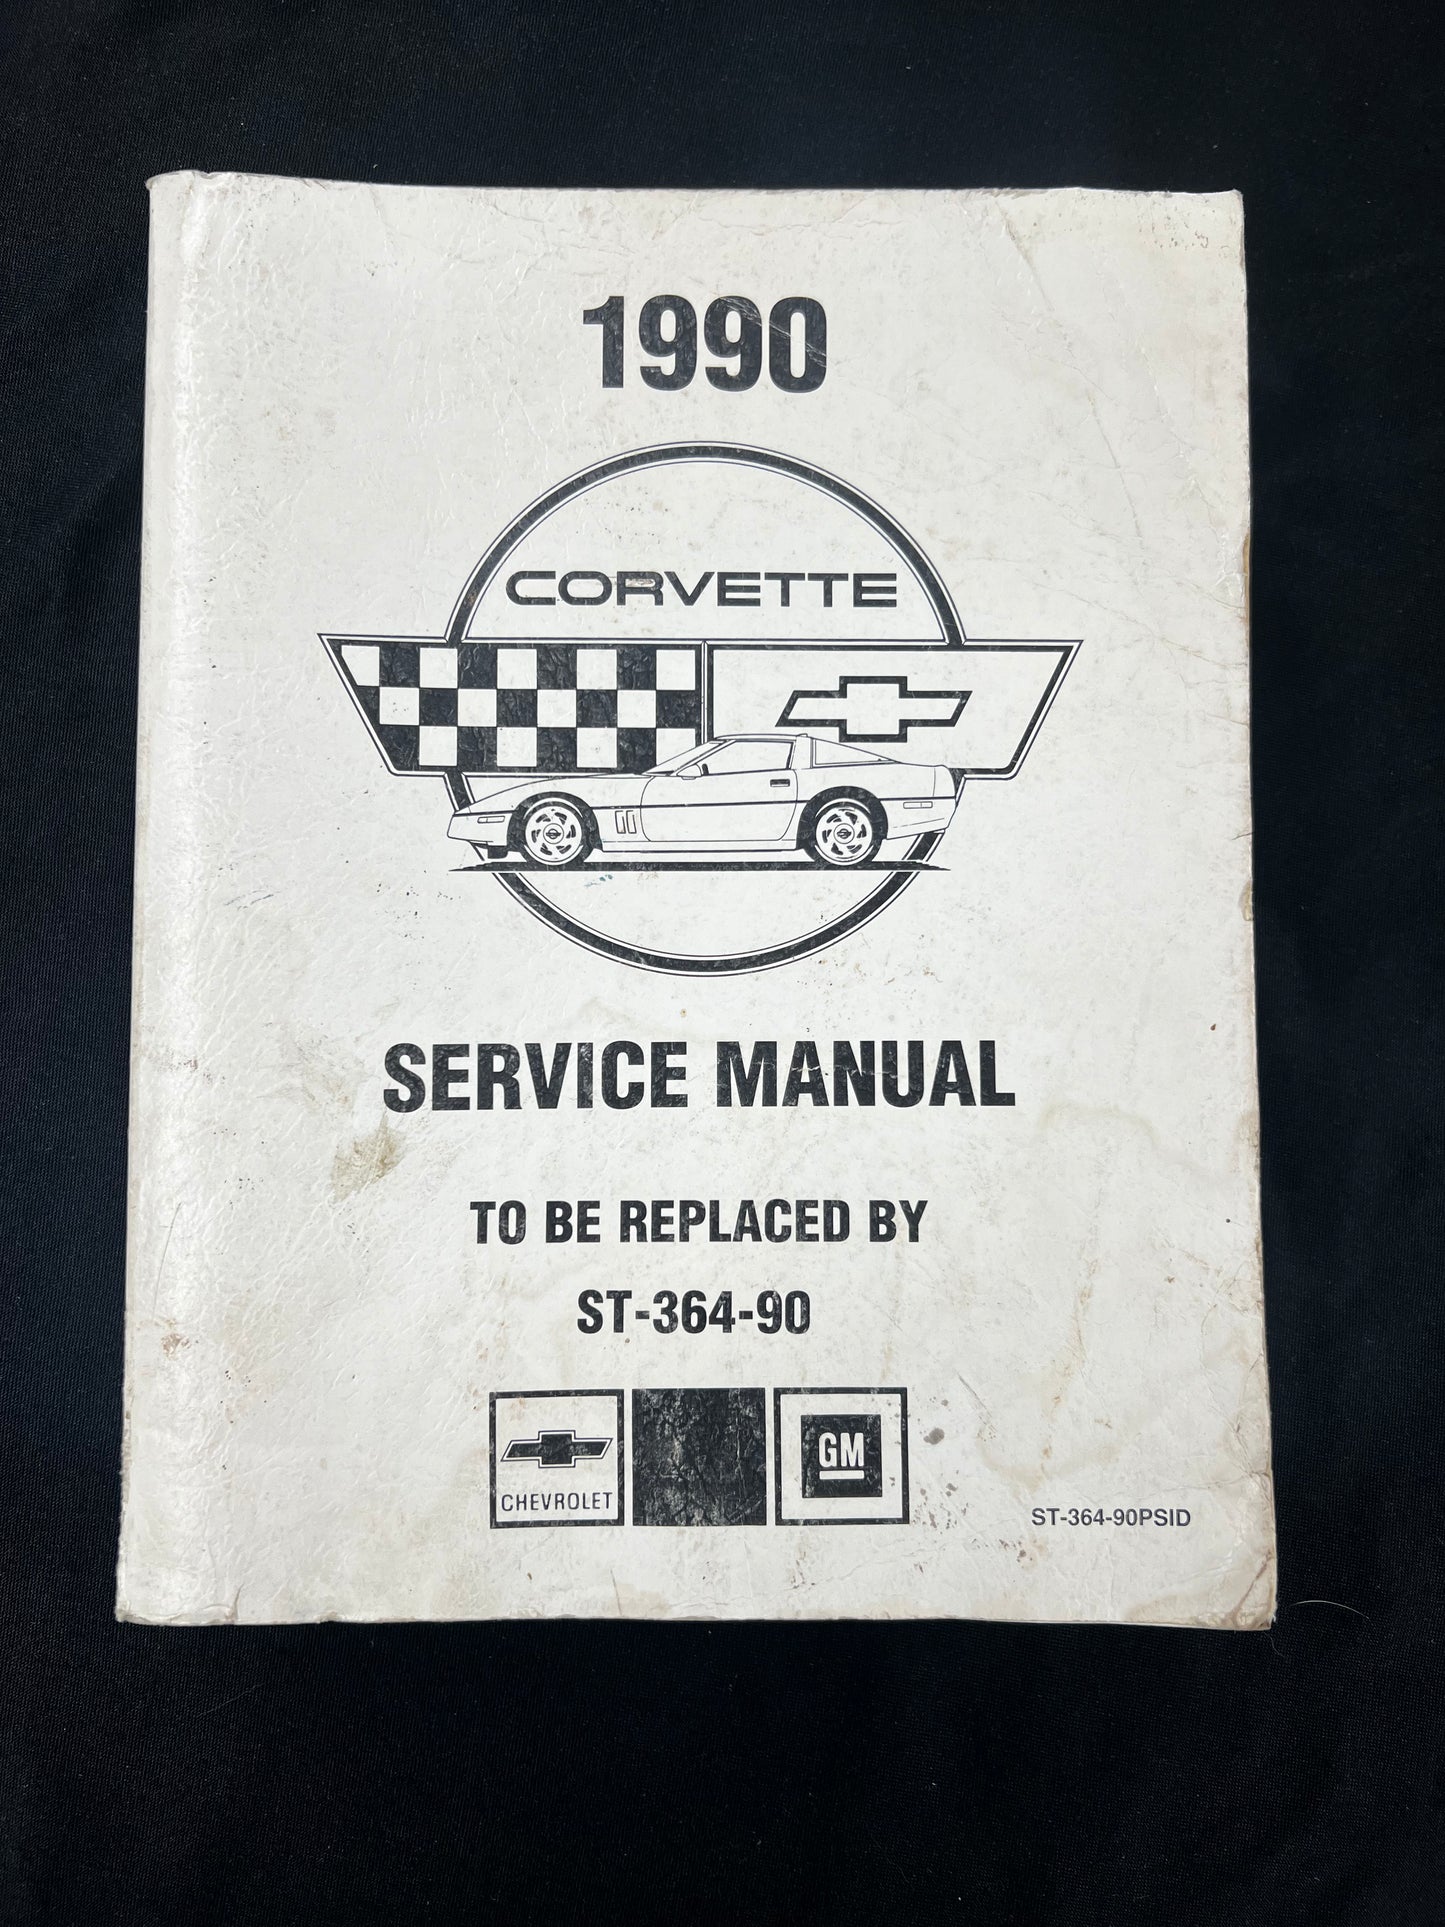 1990
CORVETTE
SERVICE MANUAL
TO BE REPLACED BY
ST-364-90
CHEVROLET
GM
ST-364-90PSID